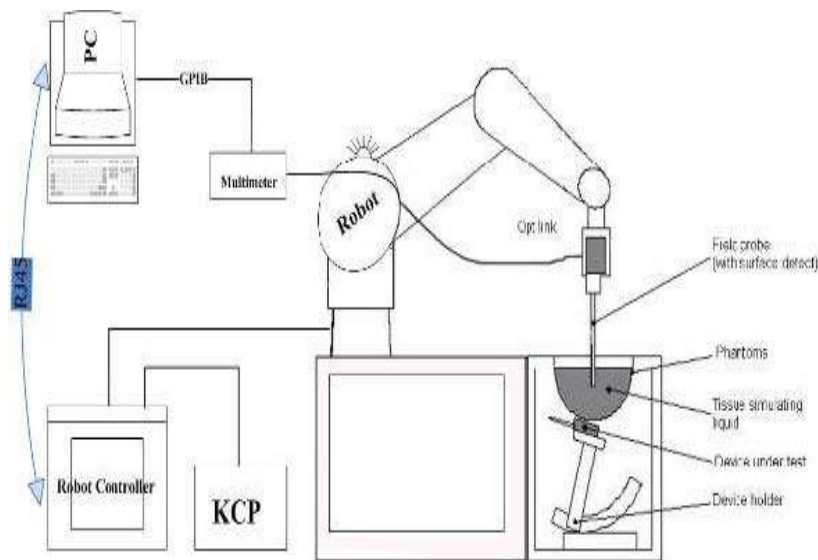 PC
GPIB
Multimeter
Robot
Opt link
Field probe
(with surface detect)
RJ45
Phantoms
Tissue simulating
liquid
Device under test
Device holder
Robot Controller
KCP